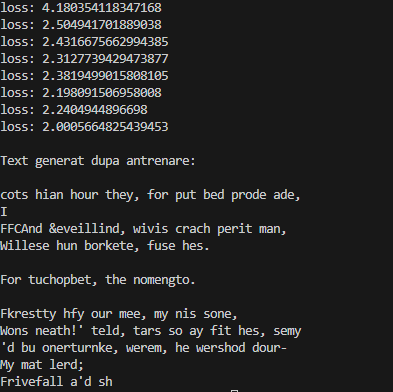 loss: 4.180354118347168
loss: 2.504941701889038
loss: 2.4316675662994385
loss: 2.3127739429473877
loss: 2.3819499015808105
loss: 2.198091506958008
loss: 2.2404944896698
loss: 2.0005664825439453
Text generat dupa antrenare:
cots hian hour they, for put bed prode ade,
I
FFCAnd &eveillind, wivis crach perit man,
Willese hun borkete, fuse hes.
For tuchopbet, the nomengto.
Fkrestty hfy our mee, my nis sone,
Wons neath!' teld, tars so ay fit hes, semy
'd bu onerturnke, werem, he wershod dour-
My mat lerd;
Frivefall a'd sh